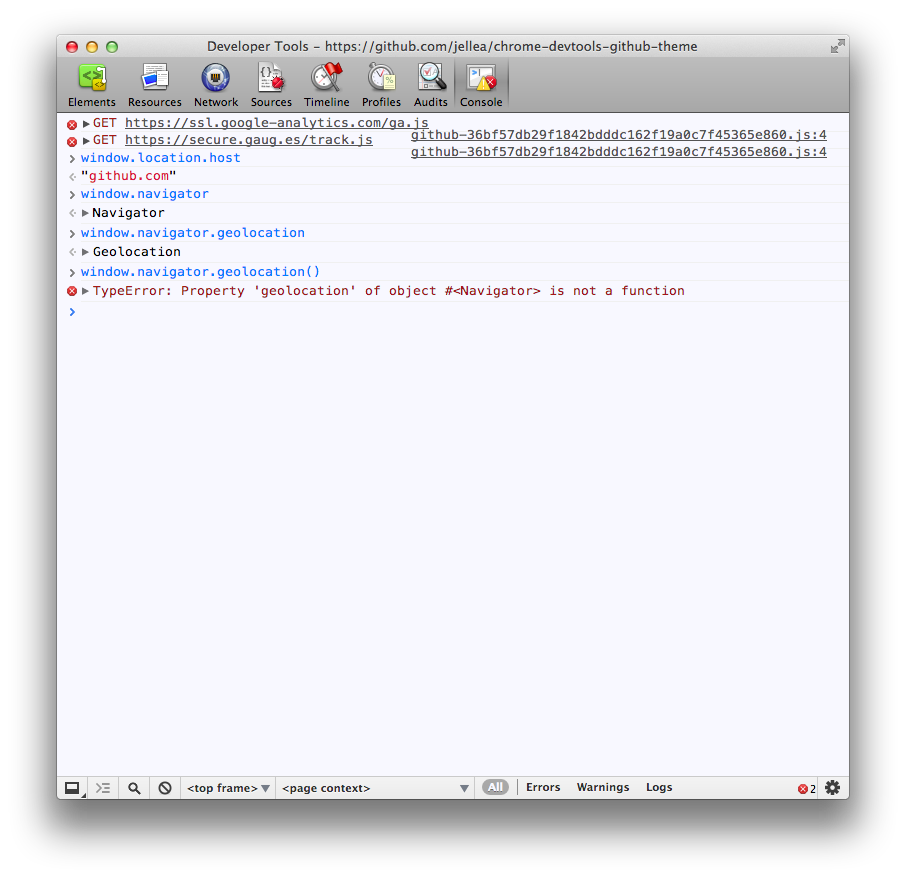 Developer Tools – https://github.com/jellea/chrome-devtools-github-theme
Elements Resources Network Sources Timeline Profiles Audits Console
GET https://ssl.google-analytics.com/ga.js
github-36bf57db29f1842bdddc162f19a0c7f45365e860.js:4
GET https://secure.gaug.es/track.js
github-36bf57db29f1842bdddc162f19a0c7f45365e860.js:4
window.location.host
"github.com"
window.navigator
Navigator
window.navigator.geolocation
Geolocation
window.navigator.geolocation()
TypeError: Property 'geolocation' of object #<Navigator> is not a function
<top frame> <page context> All Errors Warnings Logs 2